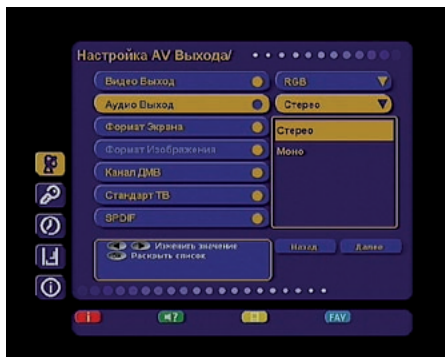 Настройка AV Выхода/
Видео Выход RGB
Аудио Выход Стерео
Формат Экрана Стерео
Формат Изображения Моно
Канал ДМВ
Стандарт ТВ
SPDIF
Изменить значение
Раскрыть список
Назад Далее
i ? FAV